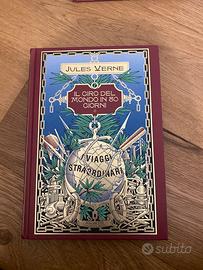 JULES VERNE
IL GIRO DEL
MONDO IN 80
GIORNI
I VIAGGI
STRAORDINARI
subito